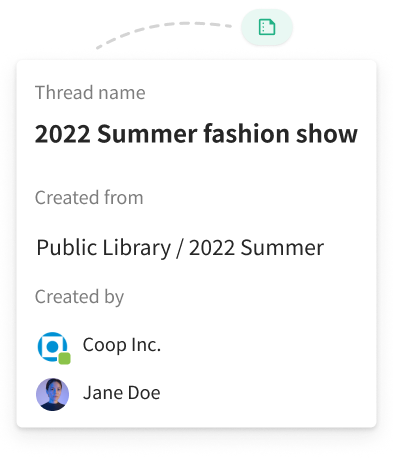 Thread name
2022 Summer fashion show
Created from
Public Library / 2022 Summer
Created by
Coop Inc.
Jane Doe